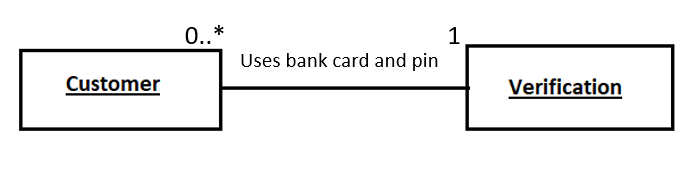 0..*
1
Uses bank card and pin
Customer
Verification